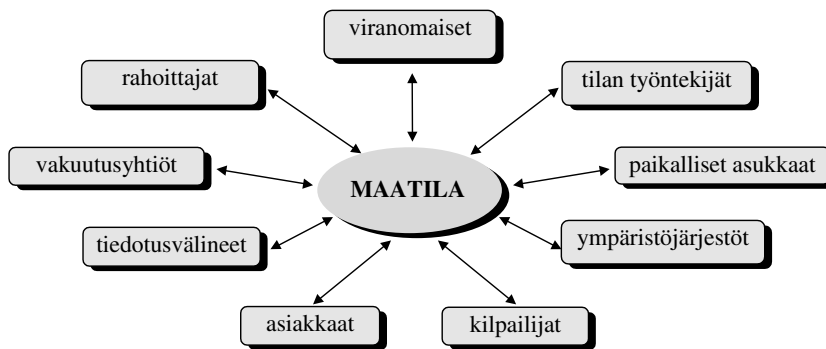 viranomaiset
rahoittajat
tilan työntekijät
vakuutusyhtiöt
MAATILA
paikalliset asukkaat
tiedotusvälineet
ympäristöjärjestöt
asiakkaat
kilpailijat